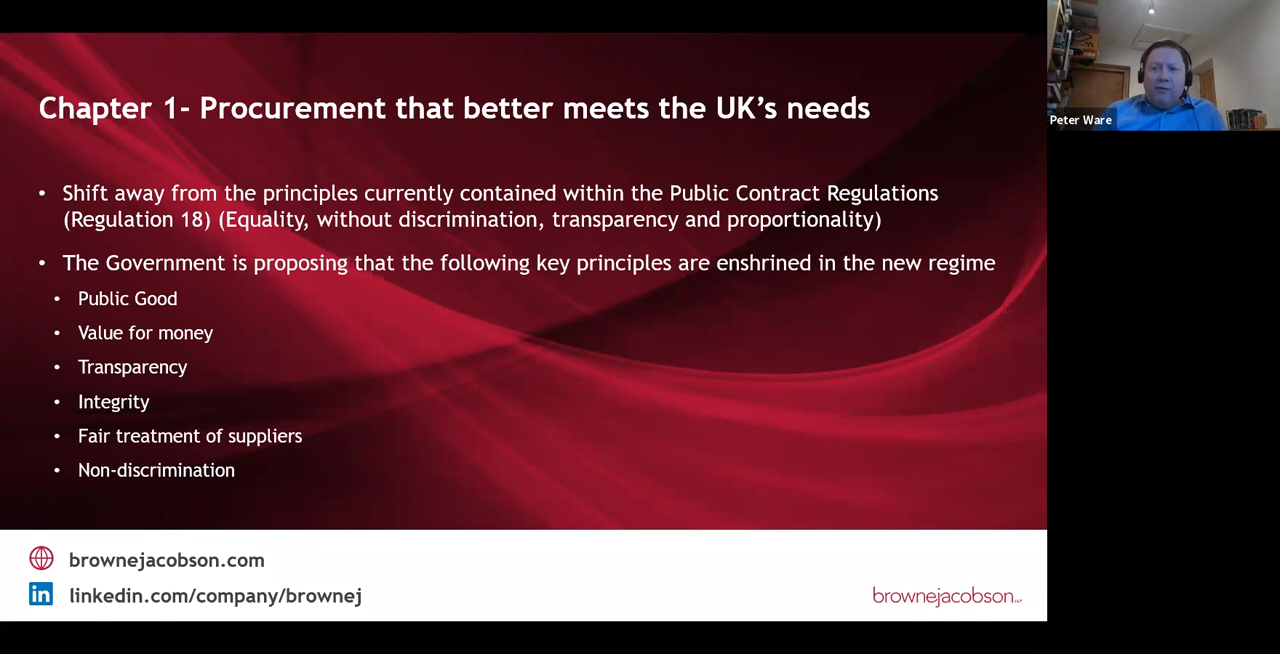 Chapter 1- Procurement that better meets the UK’s needs
• Shift away from the principles currently contained within the Public Contract Regulations
(Regulation 18) (Equality, without discrimination, transparency and proportionality)
• The Government is proposing that the following key principles are enshrined in the new regime
• Public Good
• Value for money
• Transparency
• Integrity
• Fair treatment of suppliers
• Non-discrimination
Peter Ware
brownejacobson.com
in
linkedin.com/company/brownej
brownejacobson